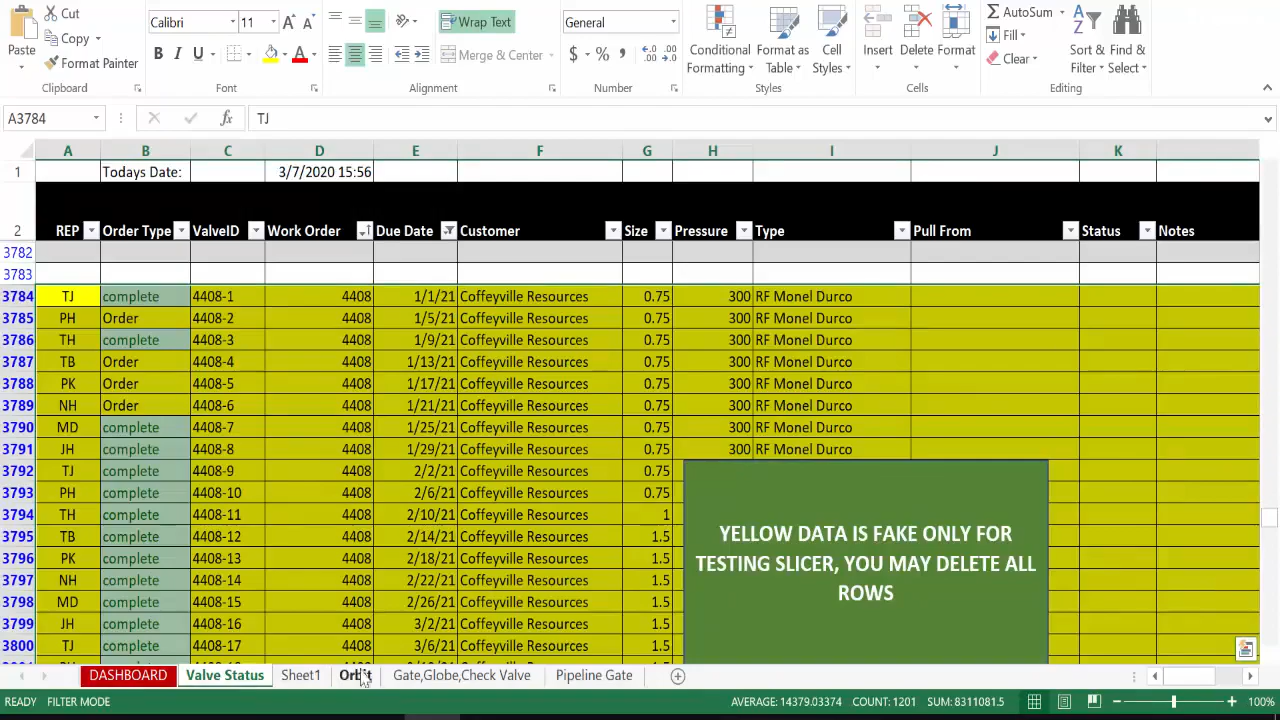 Calibri 11 A A Wrap Text General AutoSum
Paste Copy Conditional Format as Cell Insert Delete Format Fill Sort & Find &
Format Painter B I U A Merge & Center $ % , Formatting Table Styles Clear Filter Select
Clipboard Font Alignment Number Styles Cells Editing
A3784 fx TJ
A B C D E F G H I J K
1 Todays Date: 3/7/2020 15:56
2 REP Order Type ValveID Work Order Due Date Customer Size Pressure Type Pull From Status Notes
3782
3783
3784 TJ complete 4408-1 4408 1/1/21 Coffeyville Resources 0.75 300 RF Monel Durco
3785 PH Order 4408-2 4408 1/5/21 Coffeyville Resources 0.75 300 RF Monel Durco
3786 TH complete 4408-3 4408 1/9/21 Coffeyville Resources 0.75 300 RF Monel Durco
3787 TB Order 4408-4 4408 1/13/21 Coffeyville Resources 0.75 300 RF Monel Durco
3788 PK Order 4408-5 4408 1/17/21 Coffeyville Resources 0.75 300 RF Monel Durco
3789 NH Order 4408-6 4408 1/21/21 Coffeyville Resources 0.75 300 RF Monel Durco
3790 MD complete 4408-7 4408 1/25/21 Coffeyville Resources 0.75 300 RF Monel Durco
3791 JH complete 4408-8 4408 1/29/21 Coffeyville Resources 0.75 300 RF Monel Durco
3792 TJ complete 4408-9 4408 2/2/21 Coffeyville Resources 0.75
3793 PH complete 4408-10 4408 2/6/21 Coffeyville Resources 0.75
3794 TH complete 4408-11 4408 2/10/21 Coffeyville Resources 1
3795 TB complete 4408-12 4408 2/14/21 Coffeyville Resources 1.5
3796 PK complete 4408-13 4408 2/18/21 Coffeyville Resources 1.5
3797 NH complete 4408-14 4408 2/22/21 Coffeyville Resources 1.5
3798 MD complete 4408-15 4408 2/26/21 Coffeyville Resources 1.5
3799 JH complete 4408-16 4408 3/2/21 Coffeyville Resources 1.5
3800 TJ complete 4408-17 4408 3/6/21 Coffeyville Resources 1.5
YELLOW DATA IS FAKE ONLY FOR
TESTING SLICER, YOU MAY DELETE ALL
ROWS
DASHBOARD Valve Status Sheet1 Gate,Globe,Check Valve Pipeline Gate
READY FILTER MODE AVERAGE: 14379.03374 COUNT: 1201 SUM: 8311081.5 100%